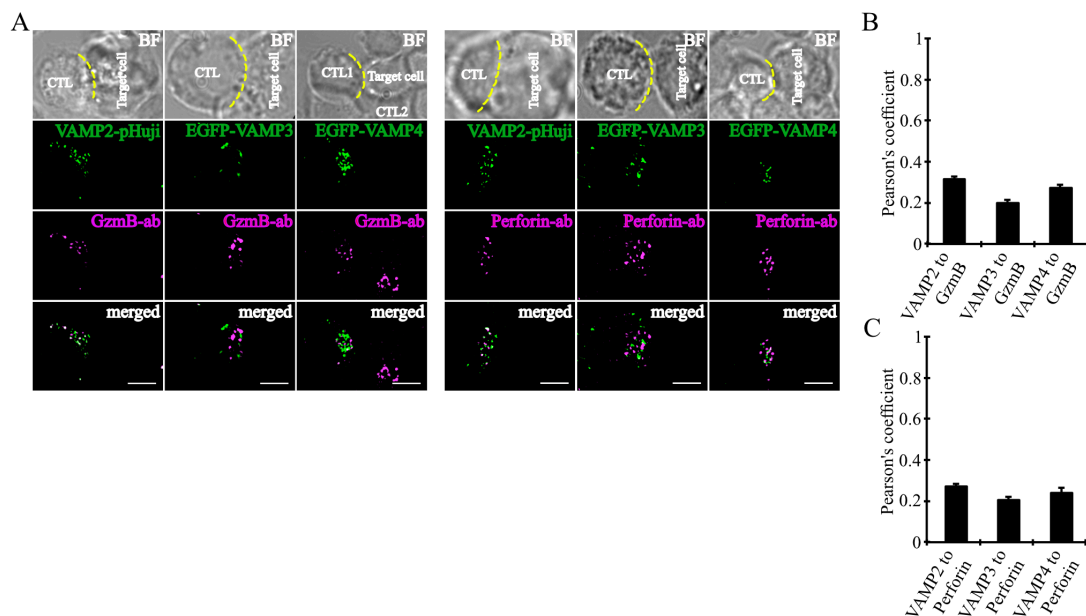 A
BF
BF
BF
BF
BF
BF
CTL
Target cell
CTL
Target cell
CTL1
Target cell
CTL2
CTL
Target cell
CTL
Target cell
CTL
Target cell
VAMP2-pHuji
EGFP-VAMP3
EGFP-VAMP4
VAMP2-pHuji
EGFP-VAMP3
EGFP-VAMP4
GzmB-ab
GzmB-ab
GzmB-ab
Perforin-ab
Perforin-ab
Perforin-ab
merged
merged
merged
merged
merged
merged
B
Pearson's coefficient
1
0.8
0.6
0.4
0.2
0
VAMP2 to
GzmB
VAMP3 to
GzmB
VAMP4 to
GzmB
C
Pearson's coefficient
1
0.8
0.6
0.4
0.2
0
VAMP2 to
Perforin
VAMP3 to
Perforin
VAMP4 to
Perforin